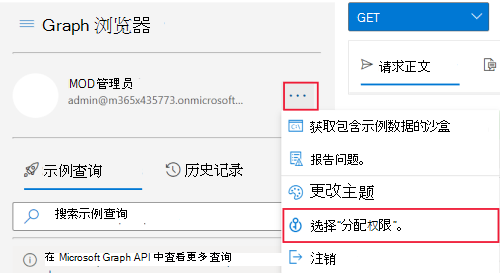 Graph 浏览器
GET
MOD管理员
admin@m365x435773.onmicrosoft...
...
请求正文
获取包含示例数据的沙盒
报告问题。
示例查询
历史记录
更改主题
搜索示例查询
选择“分配权限”。
在 Microsoft Graph API 中查看更多查询
注销